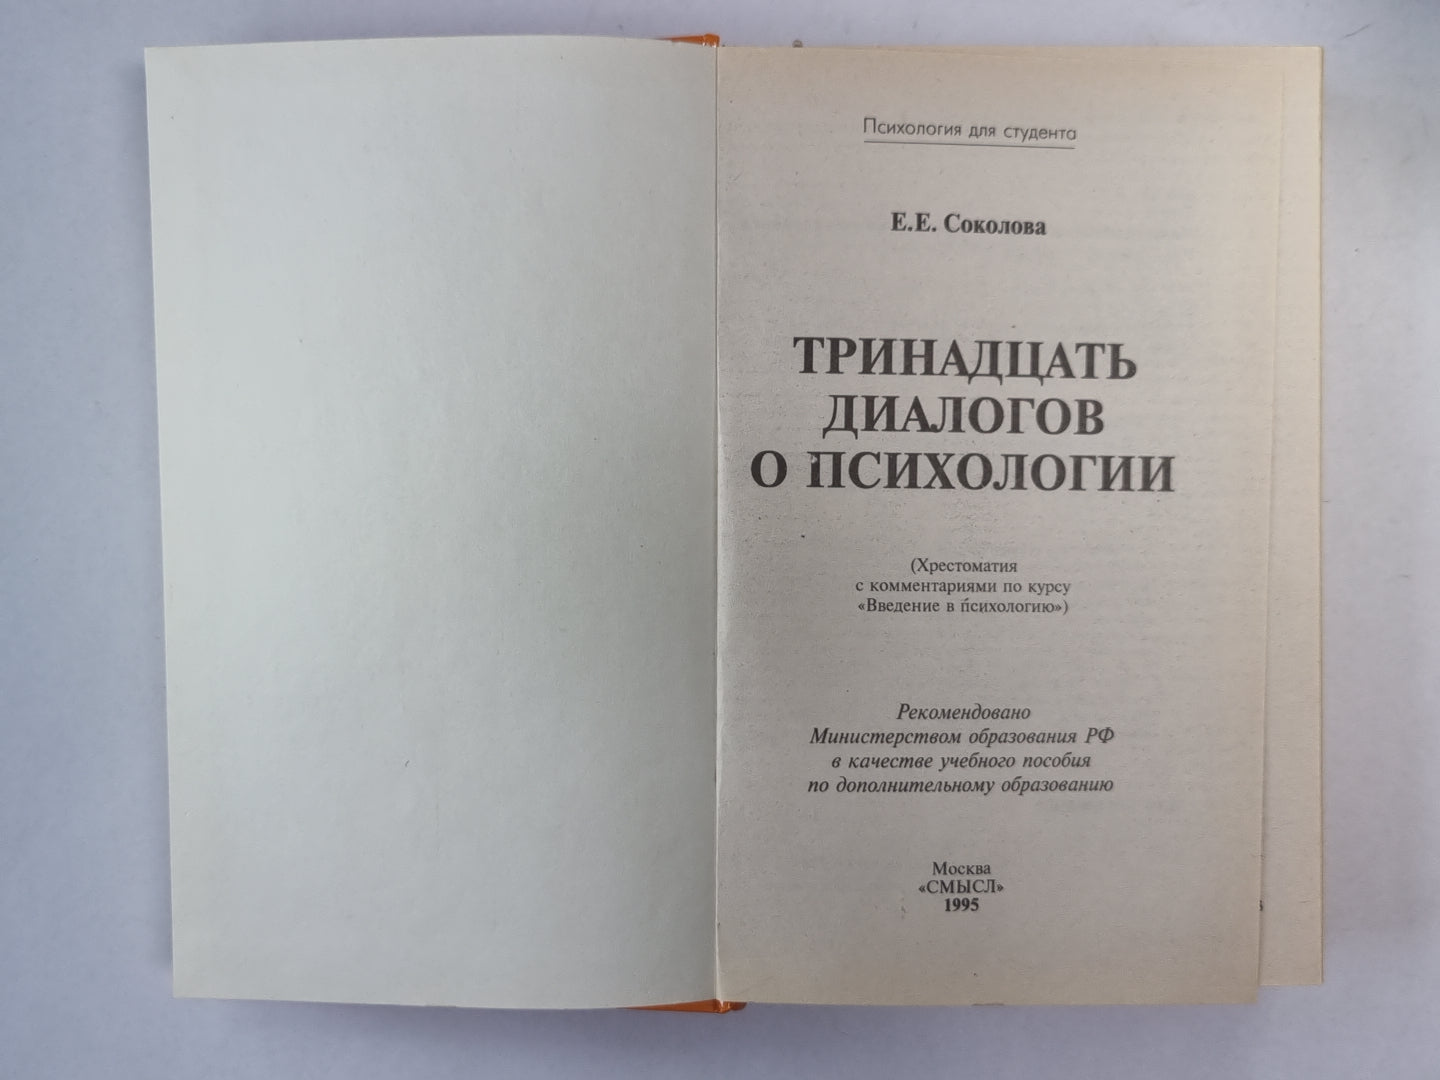 Психология для студента
Е.Е. Соколова
ТРИНАДЦАТЬ
ДИАЛОГОВ
О ПСИХОЛОГИИ
(Хрестоматия
с комментариями по курсу
«Введение в психологию»)
Рекомендовано
Министерством образования РФ
в качестве учебного пособия
по дополнительному образованию
Москва
«СМЫСЛ»
1995